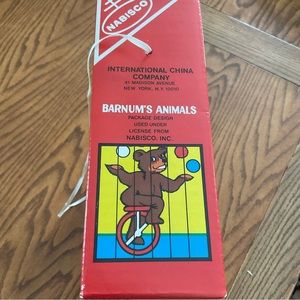 NABISCO
INTERNATIONAL CHINA
COMPANY
41 MADISON AVENUE
NEW YORK, N.Y. 10010
BARNUM'S ANIMALS
PACKAGE DESIGN
USED UNDER
LICENSE FROM
NABISCO, INC.